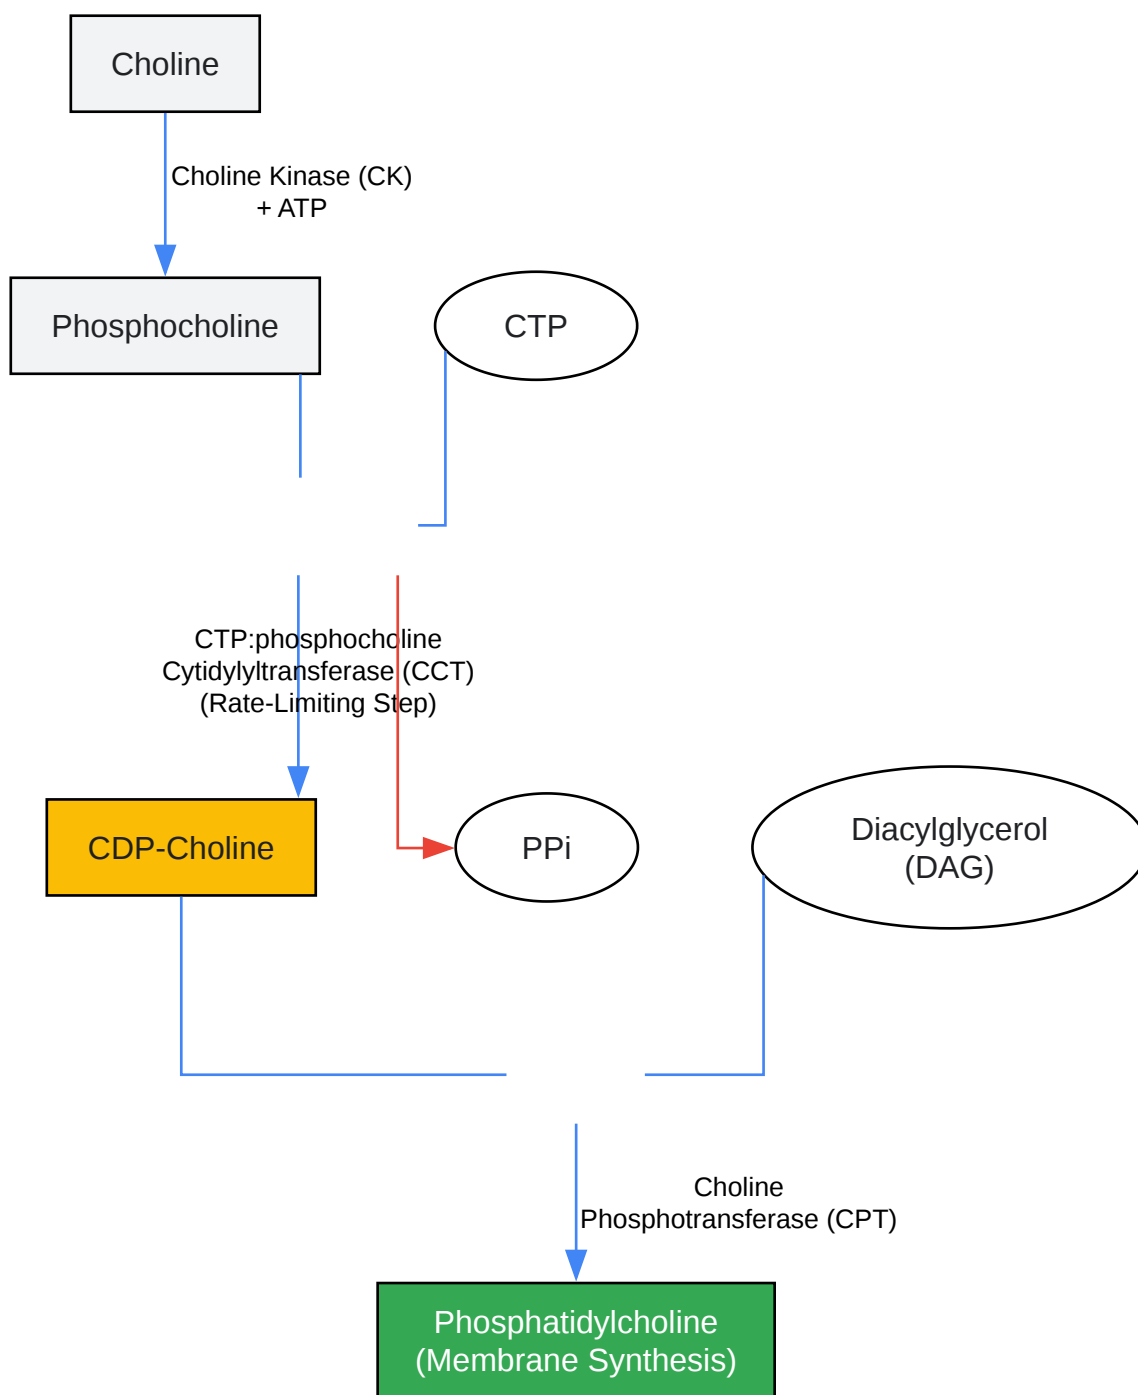 Choline
Choline Kinase (CK)
+ ATP
Phosphocholine
CTP
CTP:phosphocholine
Cytidylyltransferase (CCT)
(Rate-Limiting Step)
CDP-Choline
PPi
Diacylglycerol
(DAG)
Choline
Phosphotransferase (CPT)
Phosphatidylcholine
(Membrane Synthesis)